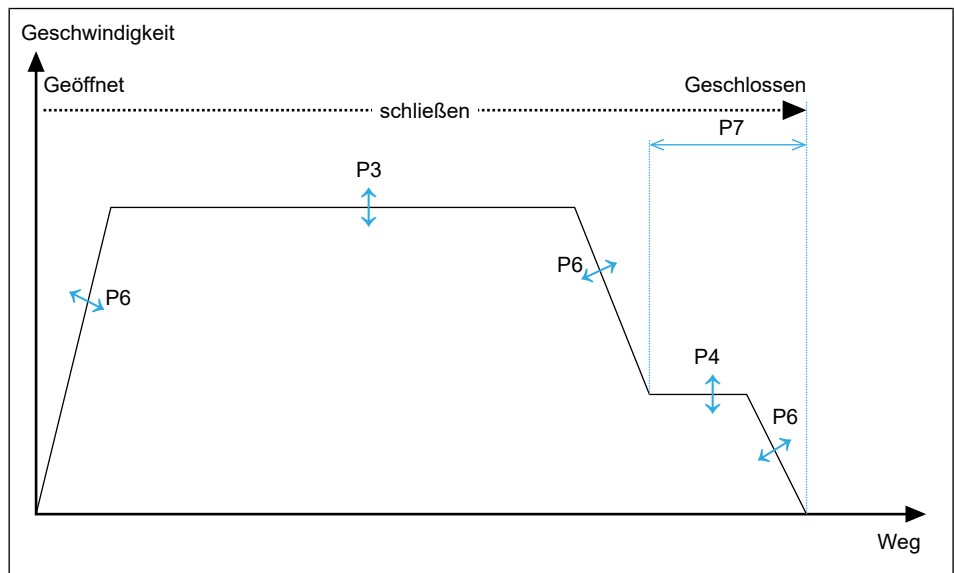 Geschwindigkeit
Geöffnet
Geschlossen
schließen
P7
P3
P6
P6
P4
P6
Weg